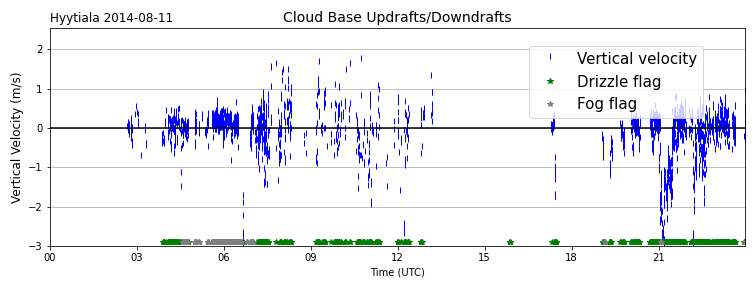 Hyytiala 2014-08-11
Cloud Base Updrafts/Downdrafts
Vertical Velocity (m/s)
2
1
0
−1
−2
−3
Vertical velocity
Drizzle flag
Fog flag
00 03 06 09 12 15 18 21
Time (UTC)